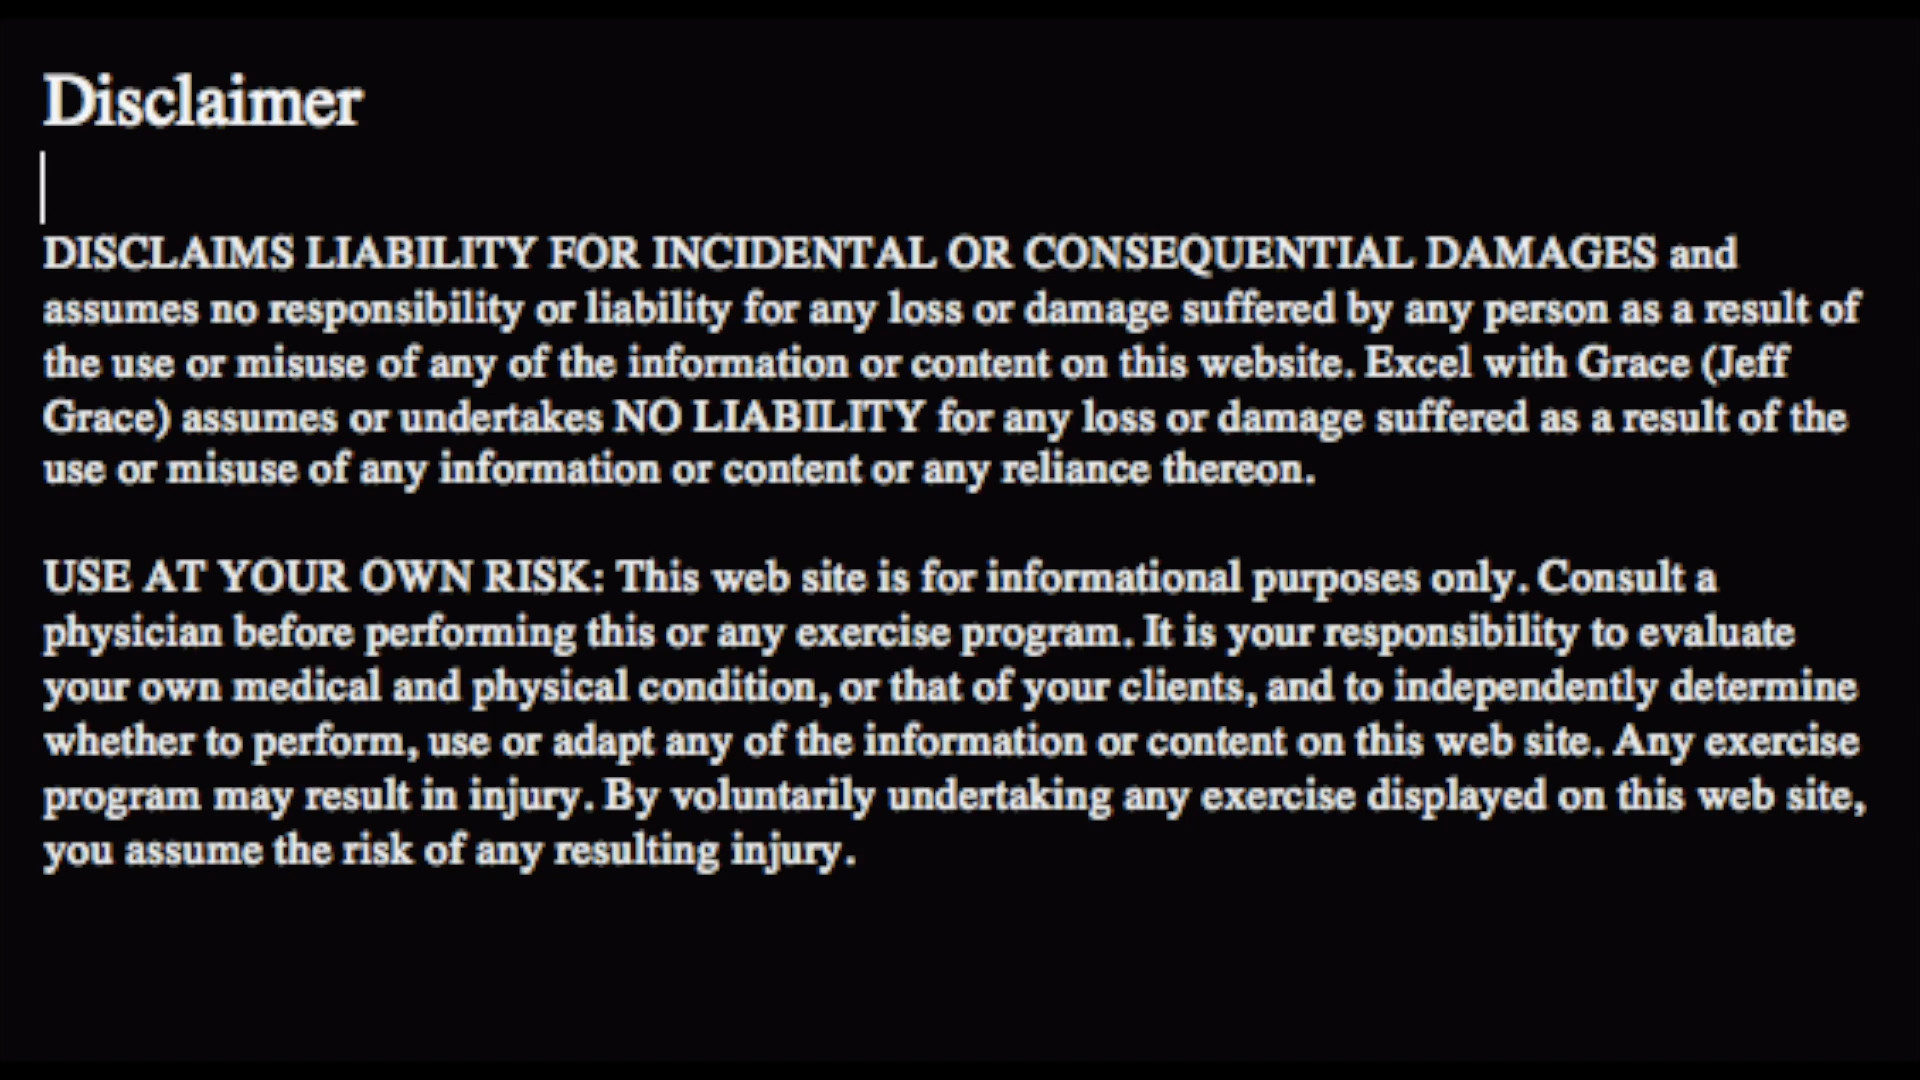 Disclaimer
DISCLAIMS LIABILITY FOR INCIDENTAL OR CONSEQUENTIAL DAMAGES and
assumes no responsibility or liability for any loss or damage suffered by any person as a result of
the use or misuse of any of the information or content on this website. Excel with Grace (Jeff
Grace) assumes or undertakes NO LIABILITY for any loss or damage suffered as a result of the
use or misuse of any information or content or any reliance thereon.
USE AT YOUR OWN RISK: This web site is for informational purposes only. Consult a
physician before performing this or any exercise program. It is your responsibility to evaluate
your own medical and physical condition, or that of your clients, and to independently determine
whether to perform, use or adapt any of the information or content on this web site. Any exercise
program may result in injury. By voluntarily undertaking any exercise displayed on this web site,
you assume the risk of any resulting injury.